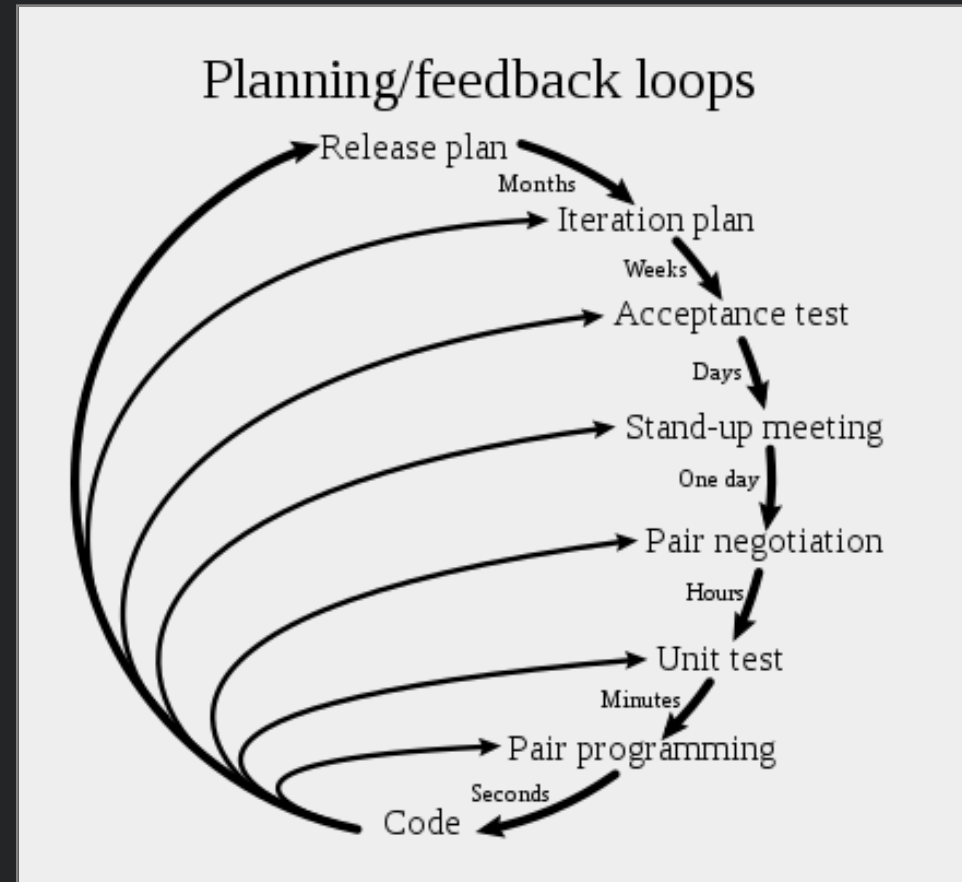 Planning/feedback loops
Release plan
Months
Iteration plan
Weeks
Acceptance test
Days
Stand-up meeting
One day
Pair negotiation
Hours
Unit test
Minutes
Pair programming
Seconds
Code